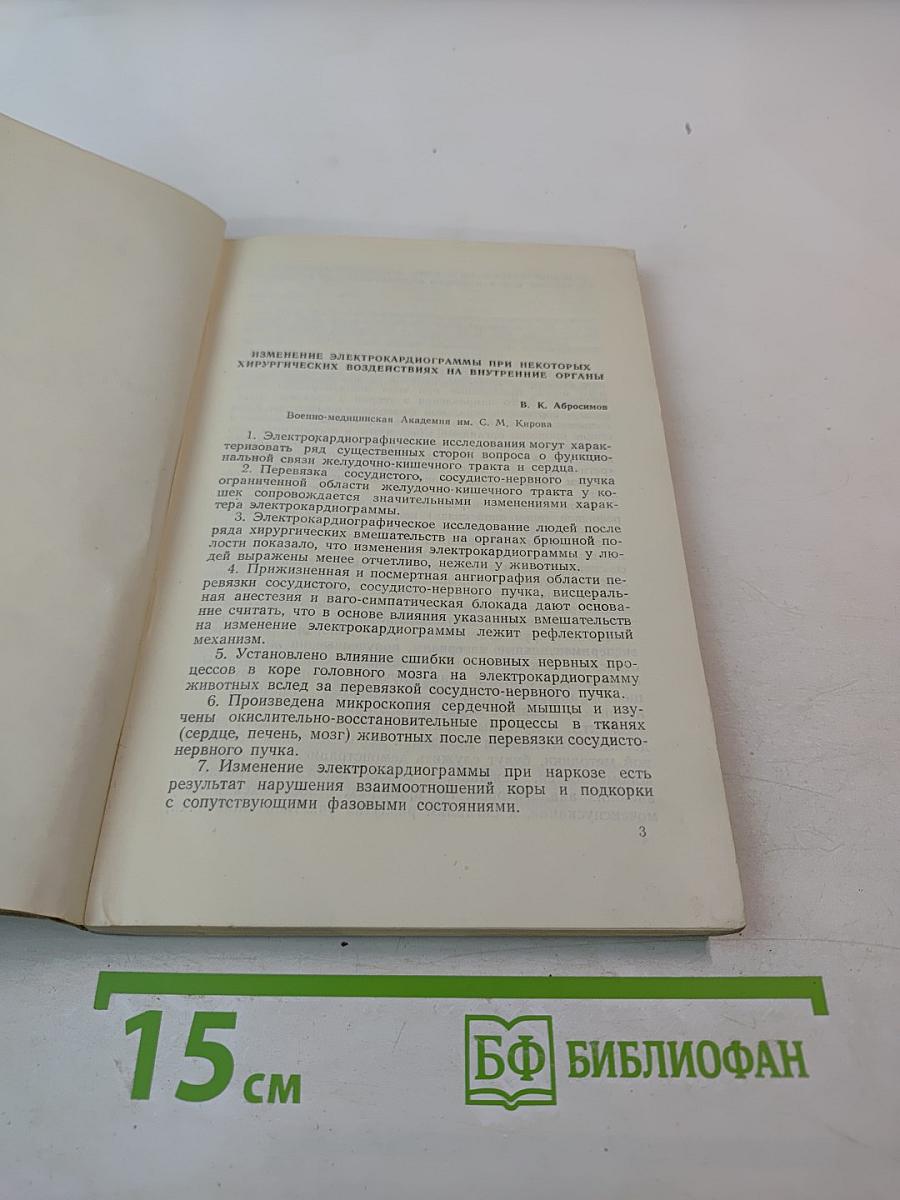 ИЗМЕНЕНИЕ ЭЛЕКТРОКАРДИОГРАММЫ ПРИ НЕКОТОРЫХ
ХИРУРГИЧЕСКИХ ВОЗДЕЙСТВИЯХ НА ВНУТРЕННИЕ ОРГАНЫ
В. К. Абросимов
Военно-медицинская Академия им. С. М. Кирова
1. Электрокардиографические исследования могут харак-
теризовать ряд существенных сторон вопроса о функцио-
нальной связи желудочно-кишечного тракта и сердца.
2. Перевязка сосудистого, сосудисто-нервного пучка
ограниченной области желудочно-кишечного тракта у ко-
шек сопровождается значительными изменениями харак-
тера электрокардиограммы.
3. Электрокардиографическое исследование людей после
ряда хирургических вмешательств на органах брюшной по-
лости показало, что изменения электрокардиограммы у лю-
дей выражены менее отчетливо, нежели у животных.
4. Прижизненная и посмертная ангиография области пе-
ревязки сосудистого, сосудисто-нервного пучка, висцераль-
ная анестезия и ваго-симпатическая блокада дают основа-
ние считать, что в основе влияния указанных вмешательств
на изменение электрокардиограммы лежит рефлекторный
механизм.
5. Установлено влияние сшибки основных нервных про-
цессов в коре головного мозга на электрокардиограмму
животных вслед за перевязкой сосудисто-нервного пучка.
6. Произведена микроскопия сердечной мышцы и изу-
чены окислительно-восстановительные процессы в тканях
(сердце, печень, мозг) животных после перевязки сосудисто-
нервного пучка.
7. Изменение электрокардиограммы при наркозе есть
результат нарушения взаимоотношений коры и подкорки
с сопутствующими фазовыми состояниями.
3
15 см
БФ БИБЛИОФАН